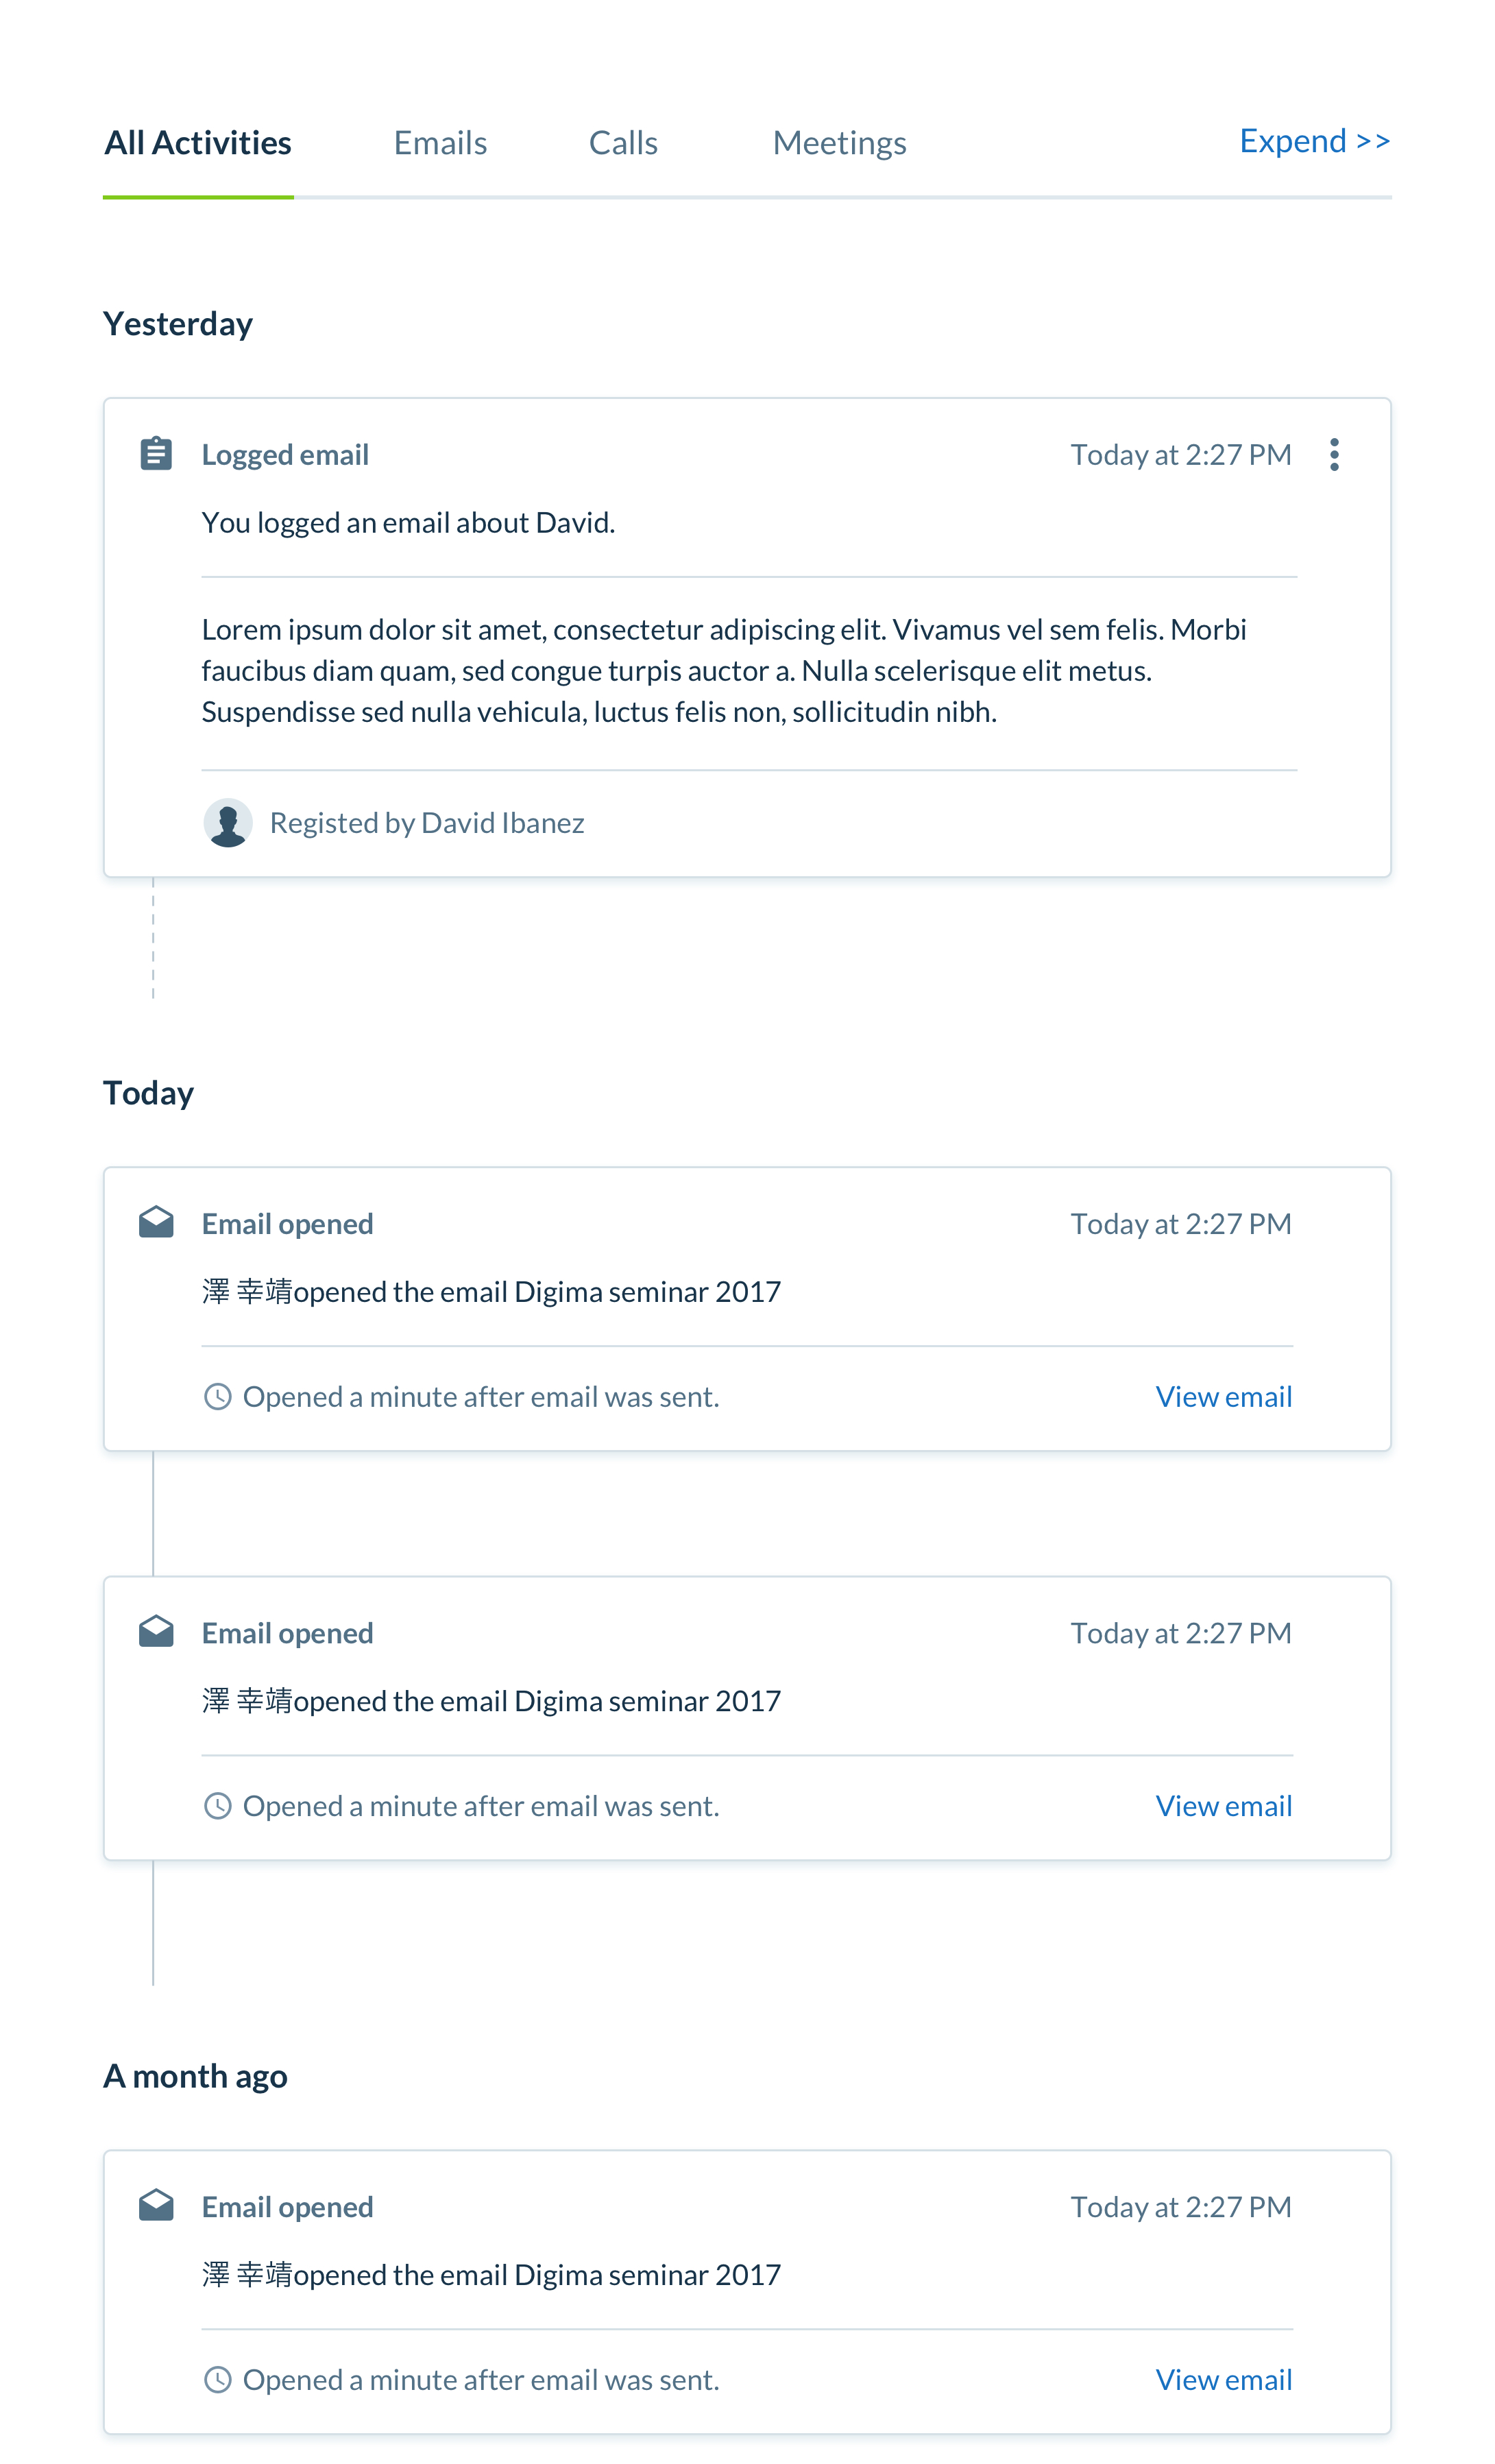 All Activities Emails Calls Meetings Expend >>
Yesterday
Logged email Today at 2:27 PM
You logged an email about David.
Lorem ipsum dolor sit amet, consectetur adipiscing elit. Vivamus vel sem felis. Morbi
faucibus diam quam, sed congue turpis auctor a. Nulla scelerisque elit metus.
Suspendisse sed nulla vehicula, luctus felis non, sollicitudin nibh.
Registed by David Ibanez
Today
Email opened Today at 2:27 PM
澤 幸靖opened the email Digima seminar 2017
Opened a minute after email was sent. View email
Email opened Today at 2:27 PM
澤 幸靖opened the email Digima seminar 2017
Opened a minute after email was sent. View email
A month ago
Email opened Today at 2:27 PM
澤 幸靖opened the email Digima seminar 2017
Opened a minute after email was sent. View email